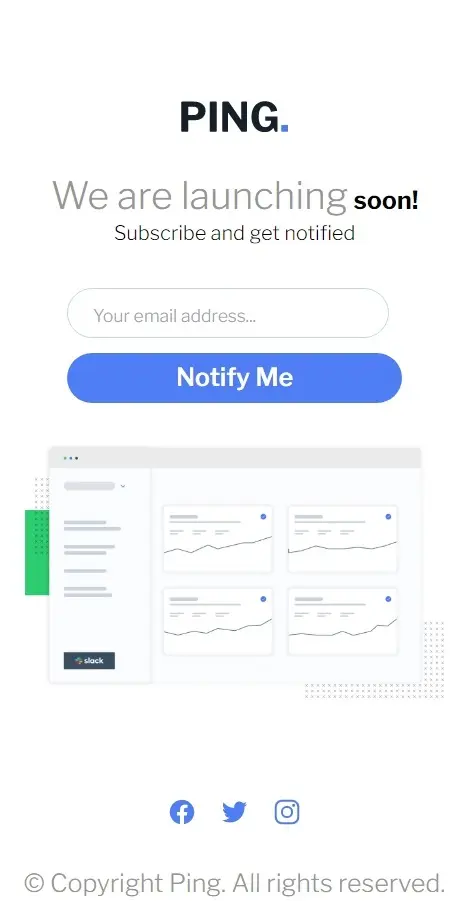 PING.
We are launching soon!
Subscribe and get notified
Your email address...
Notify Me
slack
© Copyright Ping. All rights reserved.